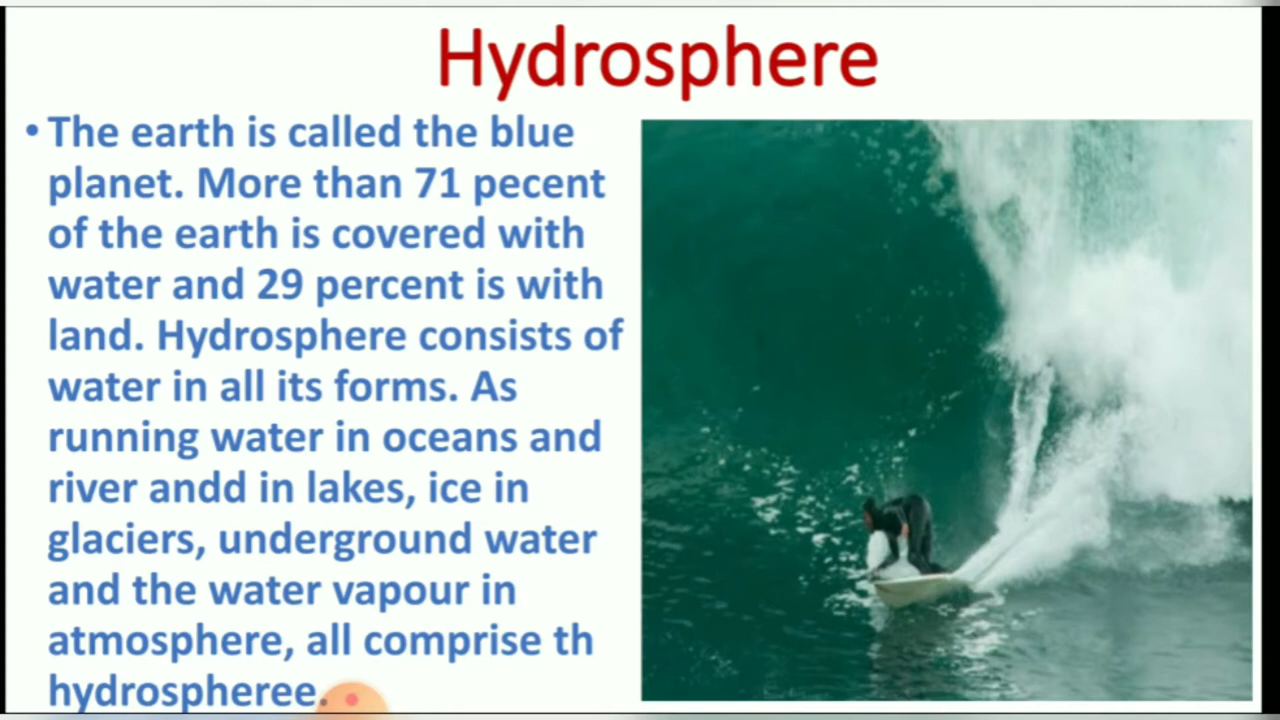 Hydrosphere
• The earth is called the blue
planet. More than 71 pecent
of the earth is covered with
water and 29 percent is with
land. Hydrosphere consists of
water in all its forms. As
running water in oceans and
river andd in lakes, ice in
glaciers, underground water
and the water vapour in
atmosphere, all comprise th
hydrospheree.